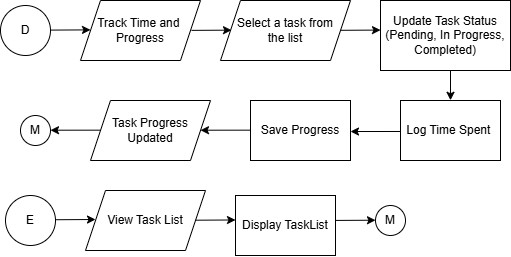 D
Track Time and
Progress
Select a task from
the list
Update Task Status
(Pending, In Progress,
Completed)
M
Task Progress
Updated
Save Progress
Log Time Spent
E
View Task List
Display TaskList
M